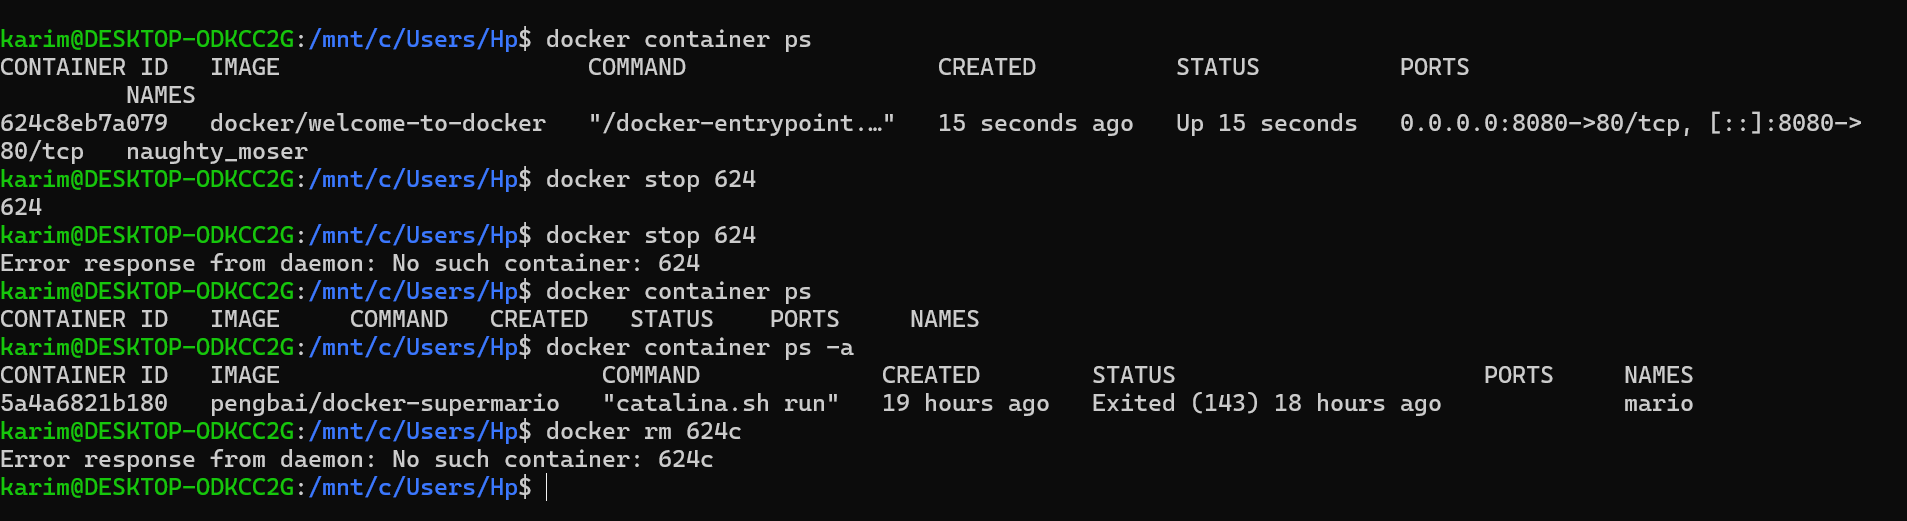 karim@DESKTOP-ODKCC2G:/mnt/c/Users/Hp$ docker container ps
CONTAINER ID   IMAGE                      COMMAND                  CREATED          STATUS          PORTS
         NAMES
624c8eb7a079   docker/welcome-to-docker   "/docker-entrypoint.…"   15 seconds ago   Up 15 seconds   0.0.0.0:8080->80/tcp, [::]:8080->
80/tcp   naughty_moser
karim@DESKTOP-ODKCC2G:/mnt/c/Users/Hp$ docker stop 624
624
karim@DESKTOP-ODKCC2G:/mnt/c/Users/Hp$ docker stop 624
Error response from daemon: No such container: 624
karim@DESKTOP-ODKCC2G:/mnt/c/Users/Hp$ docker container ps
CONTAINER ID   IMAGE     COMMAND   CREATED   STATUS    PORTS     NAMES
karim@DESKTOP-ODKCC2G:/mnt/c/Users/Hp$ docker container ps -a
CONTAINER ID   IMAGE                       COMMAND             CREATED        STATUS                      PORTS     NAMES
5a4a6821b180   pengbai/docker-supermario   "catalina.sh run"   19 hours ago   Exited (143) 18 hours ago             mario
karim@DESKTOP-ODKCC2G:/mnt/c/Users/Hp$ docker rm 624c
Error response from daemon: No such container: 624c
karim@DESKTOP-ODKCC2G:/mnt/c/Users/Hp$